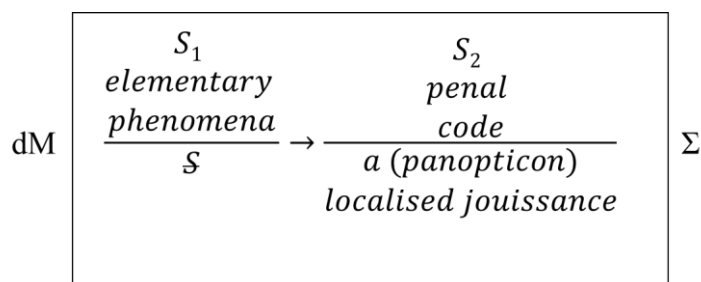 S₁
elementary
phenomena
S̶
→
S₂
penal
code
a (panopticon)
localised jouissance
dM
Σ